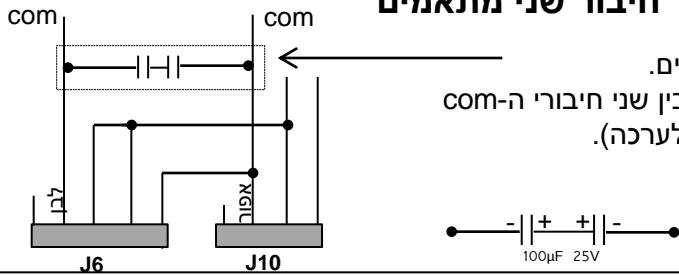 חיבור שני מתאמים
com
com
ים.
בין שני חיבורי ה-com
לערכה).
לבן
אפור
J6
J10
- + + -
100µF 25V